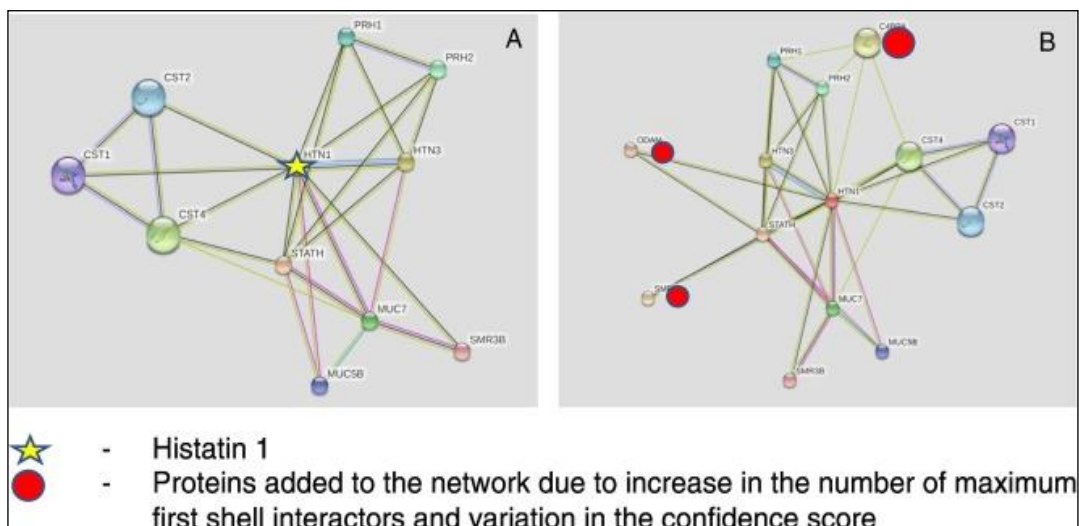 PRH1
A
PRH2
CST2
CST1
HTN1
HTN3
CST4
STATH
MUC7
SMR3B
MUC5B
B
PRH1
PRH2
CST1
CST4
HTN3
HTN1
CST2
STATH
MUC7
MUC5B
SMR3B
- Histatin 1
- Proteins added to the network due to increase in the number of maximum
first shell interactors and variation in the confidence score